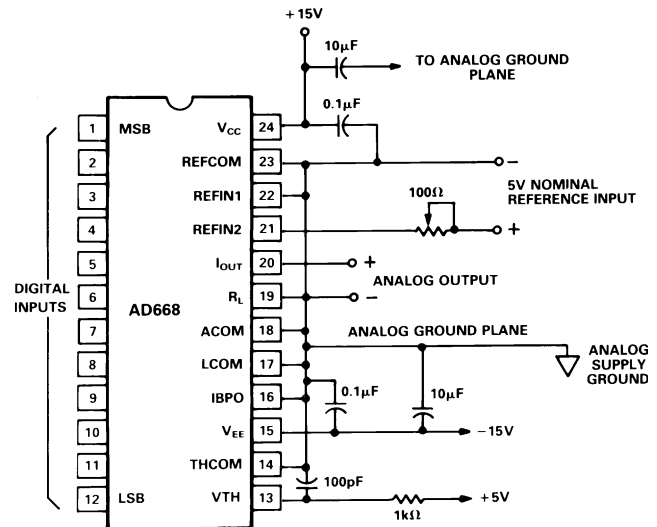 +15V
10μF
TO ANALOG GROUND
PLANE
0.1μF
1 MSB VCC 24
2 REFCOM 23
–
3 REFIN1 22
5V NOMINAL
REFERENCE INPUT
100Ω
4 REFIN2 21
+
5 IOUT 20
+
ANALOG OUTPUT
DIGITAL
INPUTS
6 RL 19
–
AD668
7 ACOM 18
ANALOG GROUND PLANE
8 LCOM 17
ANALOG
SUPPLY
GROUND
9 IBPO 16
0.1μF
10μF
10 VEE 15
–15V
11 THCOM 14
100pF
12 LSB VTH 13
+5V
1kΩ